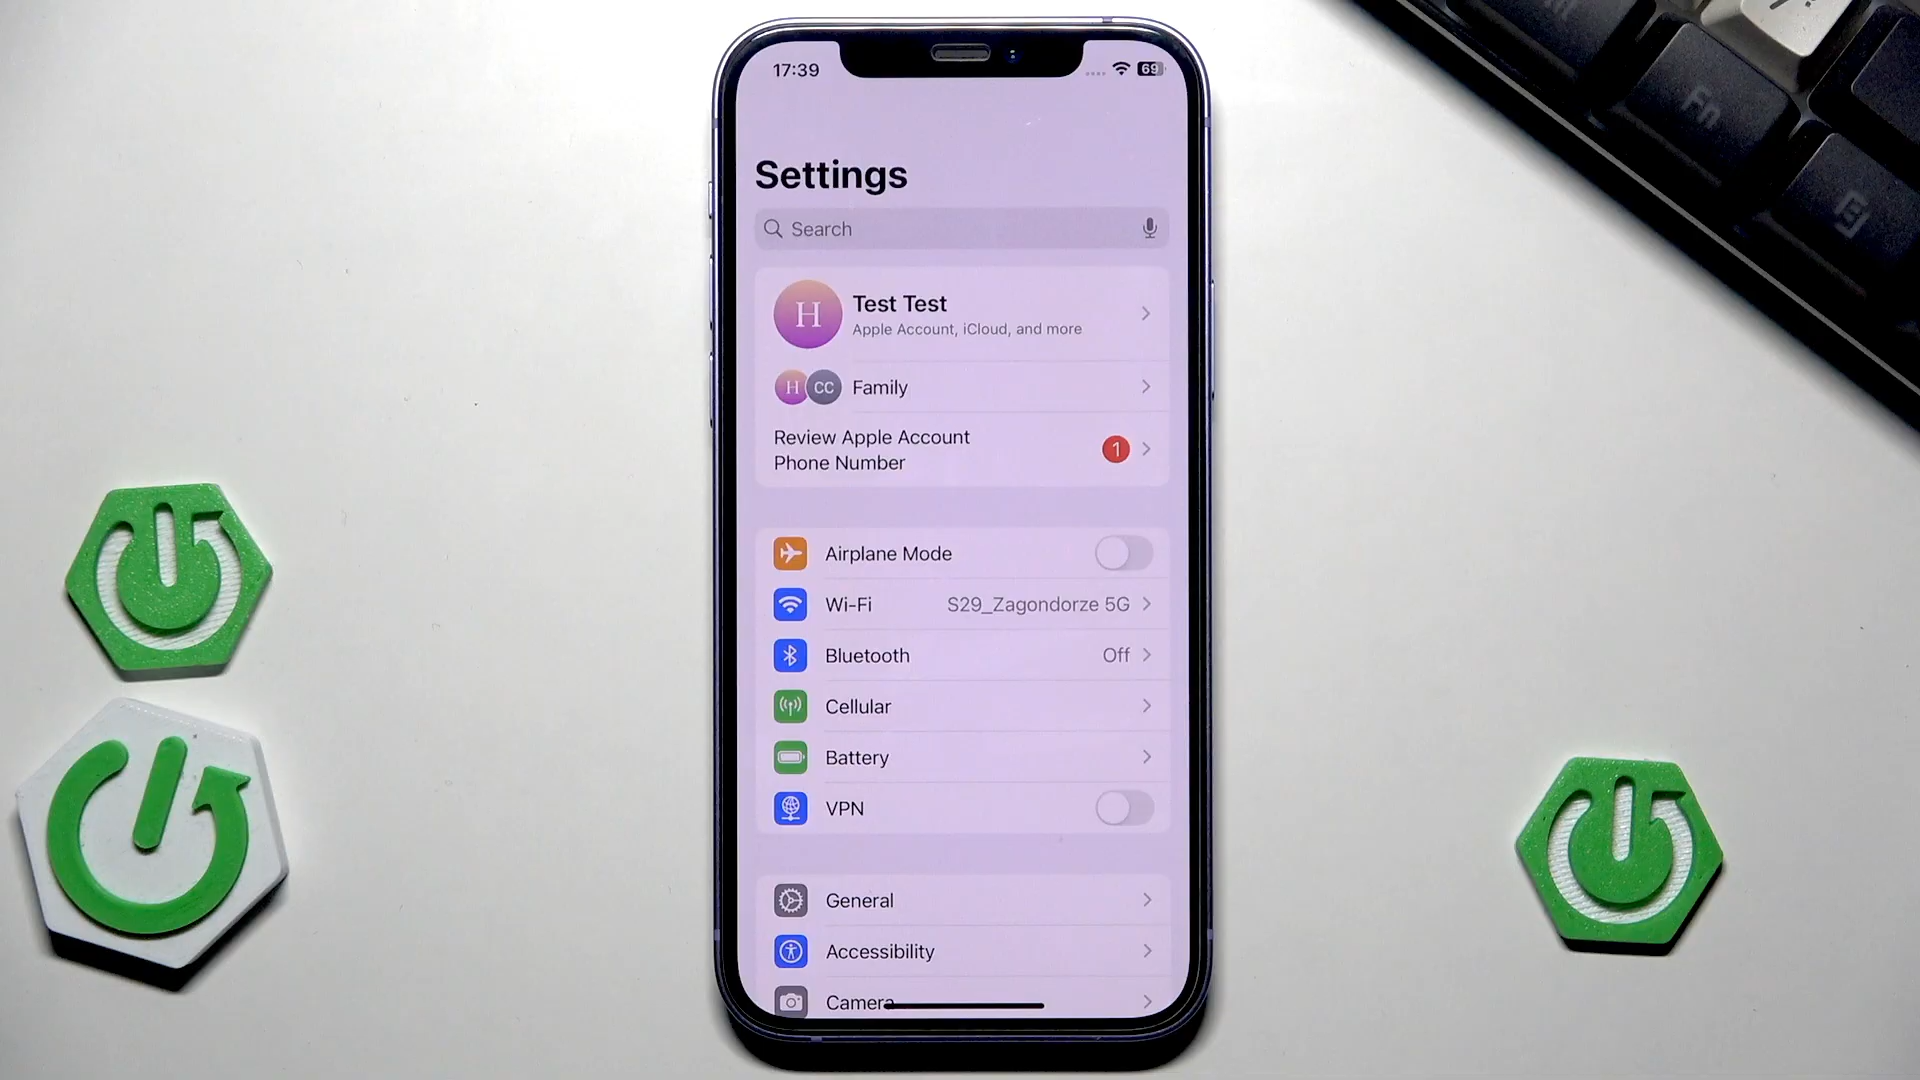 17:39
69
Settings
Search
H
Test Test
Apple Account, iCloud, and more
H CC Family
Review Apple Account
Phone Number
1
Airplane Mode
Wi-Fi S29_Zagondorze 5G
Bluetooth Off
Cellular
Battery
VPN
General
Accessibility
Camera
Fn